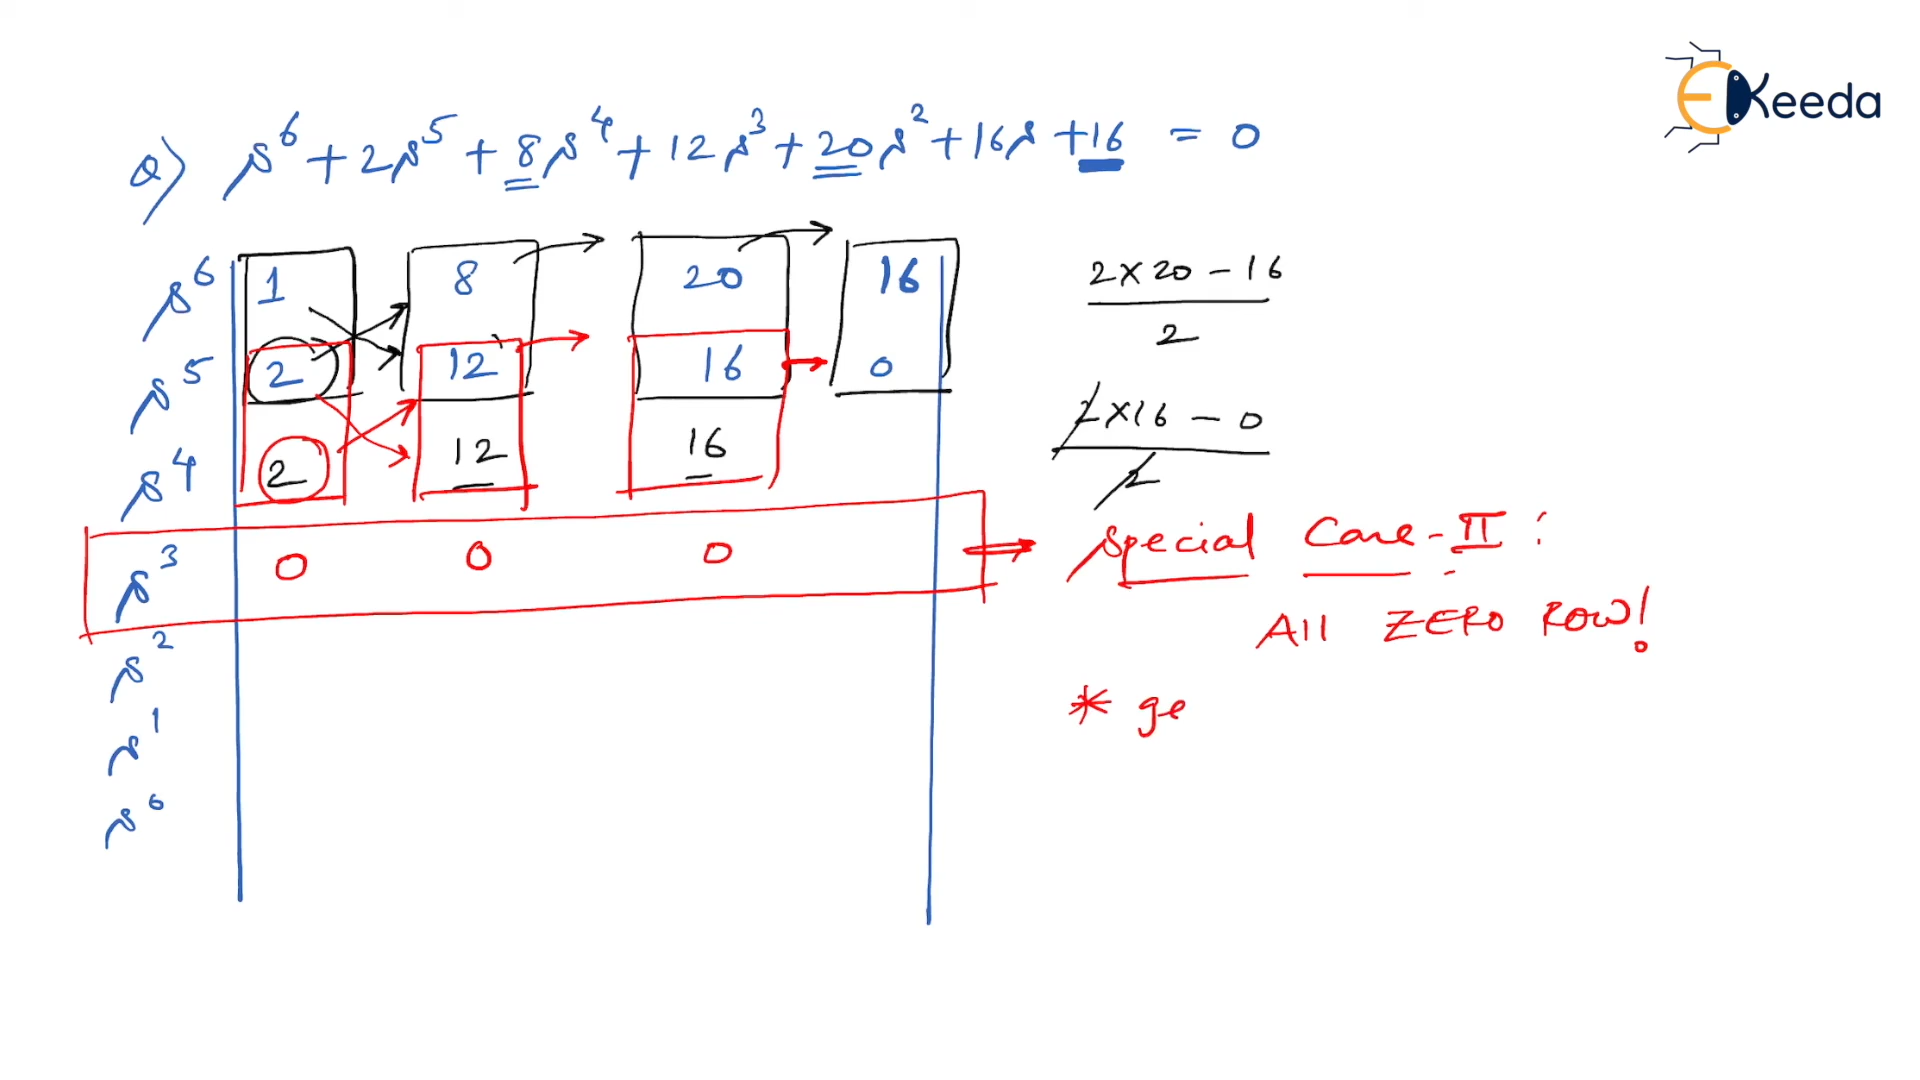 EKeeda
Q) s⁶ + 2s⁵ + 8s⁴ + 12s³ + 20s² + 16s + 16 = 0
s⁶ 1 8 20 16
s⁵ 2 12 16 0
s⁴ 2 12 16
s³ 0 0 0
s²
s¹
s⁰
2×20 - 16
2
2×16 - 0
2
Special Case-II :
All ZERO ROW!
* ge